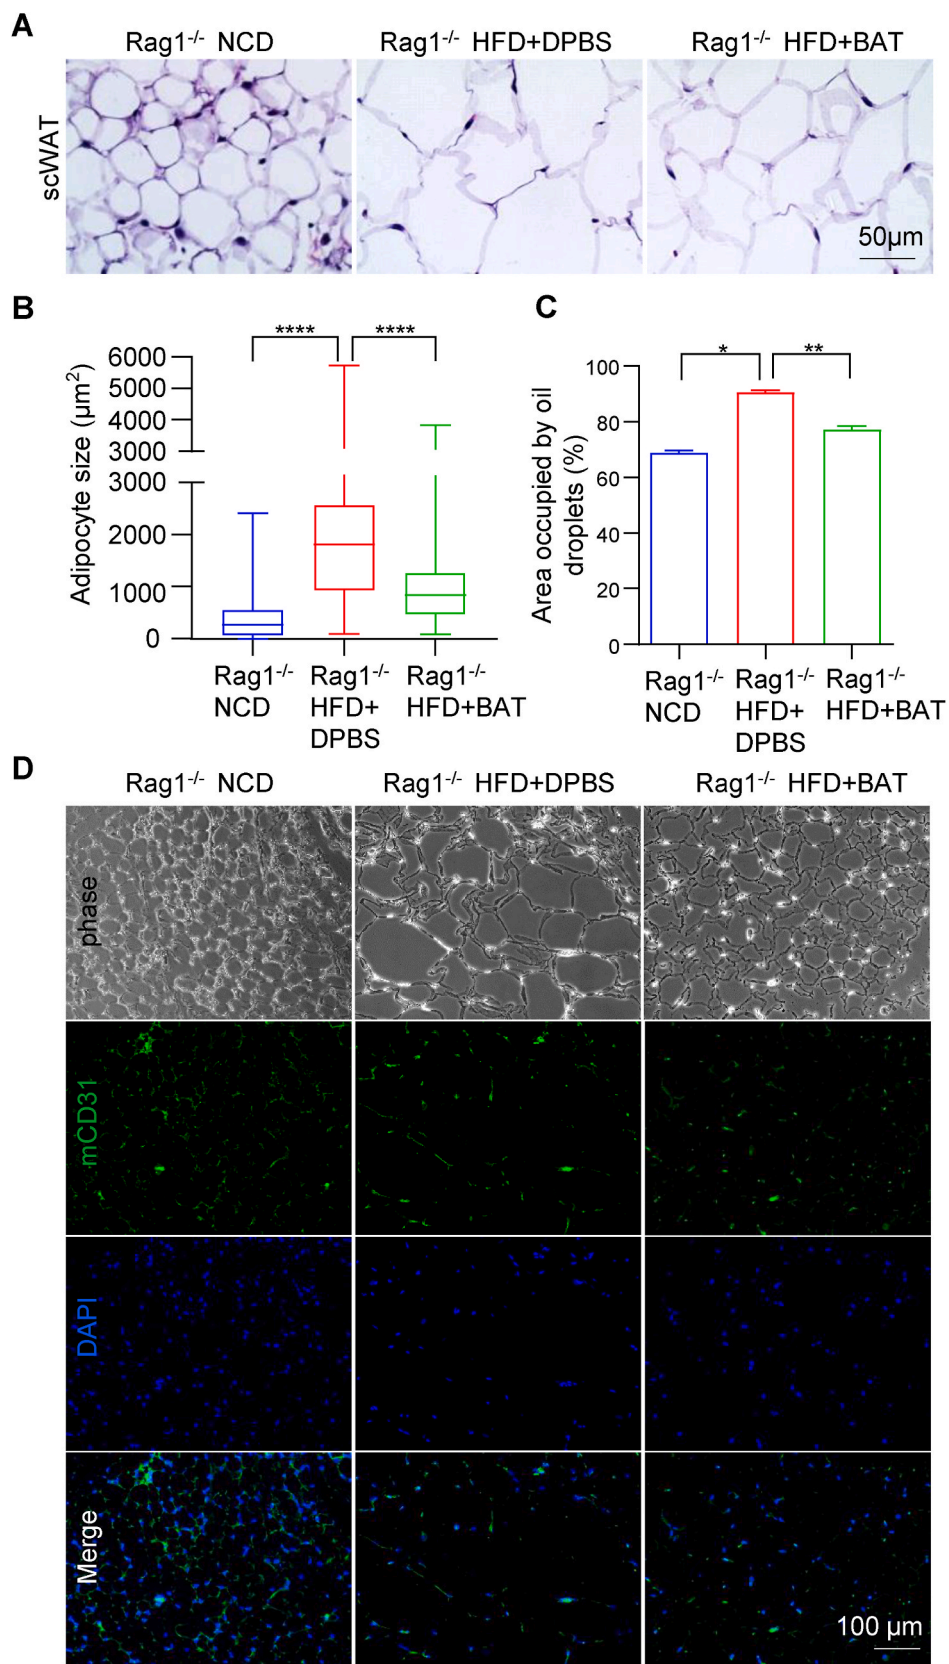 A
Rag1-/- NCD
Rag1-/- HFD+DPBS
Rag1-/- HFD+BAT
scWAT
50μm
B
Adipocyte size (μm2)
6000
5000
4000
3000
3000
2000
1000
0
****
****
Rag1-/-
NCD
Rag1-/-
HFD+
DPBS
Rag1-/-
HFD+BAT
C
Area occupied by oil
droplets (%)
100
80
60
40
20
0
*
**
Rag1-/-
NCD
Rag1-/-
HFD+
DPBS
Rag1-/-
HFD+BAT
D
Rag1-/- NCD
Rag1-/- HFD+DPBS
Rag1-/- HFD+BAT
phase
mCD31
DAPI
Merge
100 μm